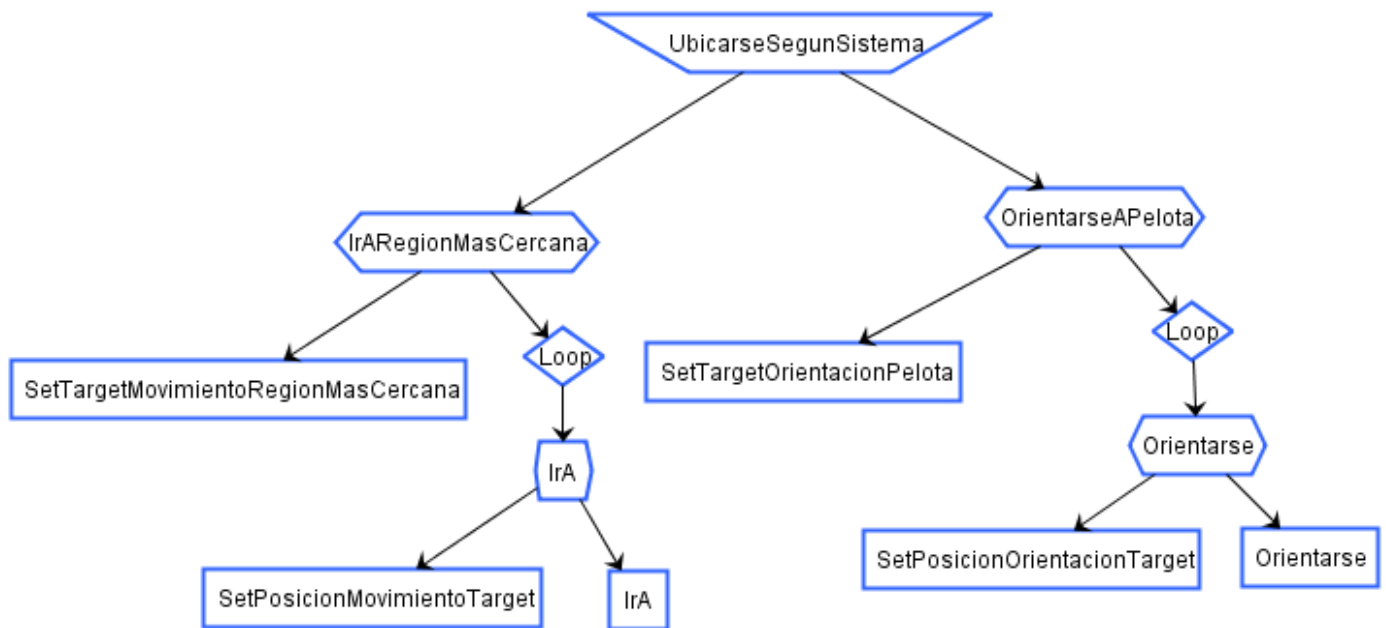 UbicarseSegunSistema
IrARegionMasCercana
OrientarseAPelota
SetTargetMovimientoRegionMasCercana
Loop
SetTargetOrientacionPelota
Loop
IrA
Orientarse
SetPosicionMovimientoTarget
IrA
SetPosicionOrientacionTarget
Orientarse